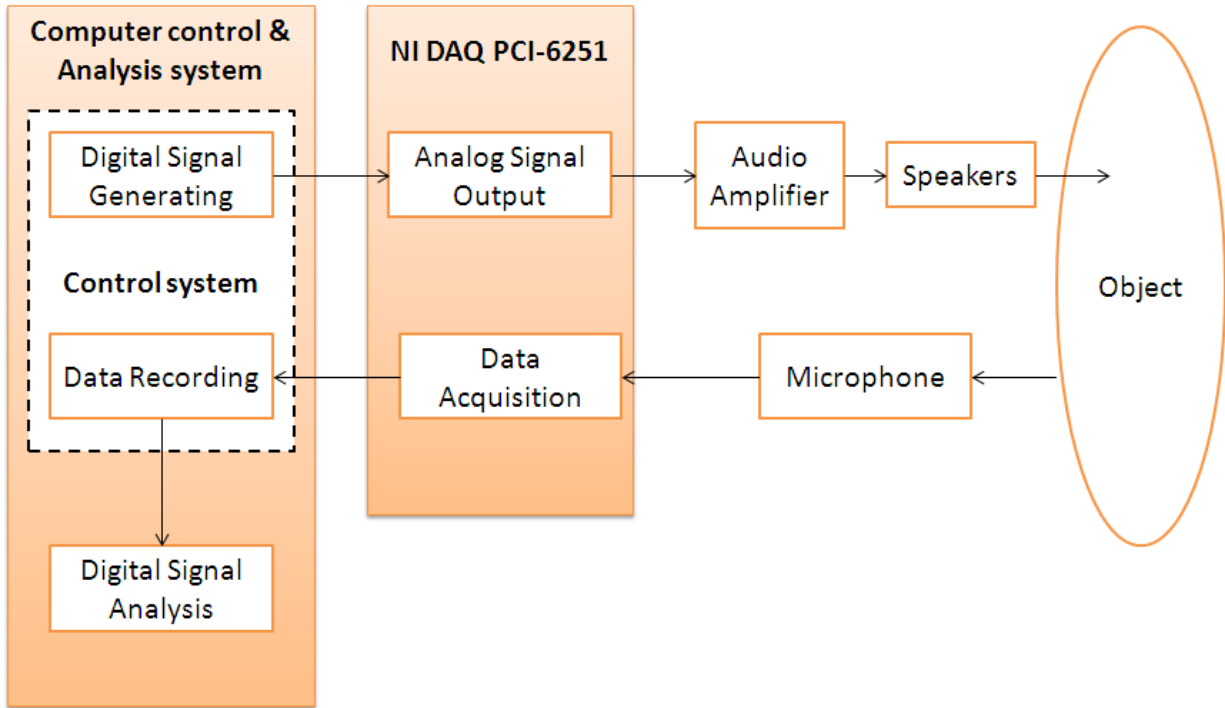 Computer control &
Analysis system
NI DAQ PCI-6251
Digital Signal
Generating
Analog Signal
Output
Audio
Amplifier
Speakers
Control system
Object
Data Recording
Data
Acquisition
Microphone
Digital Signal
Analysis